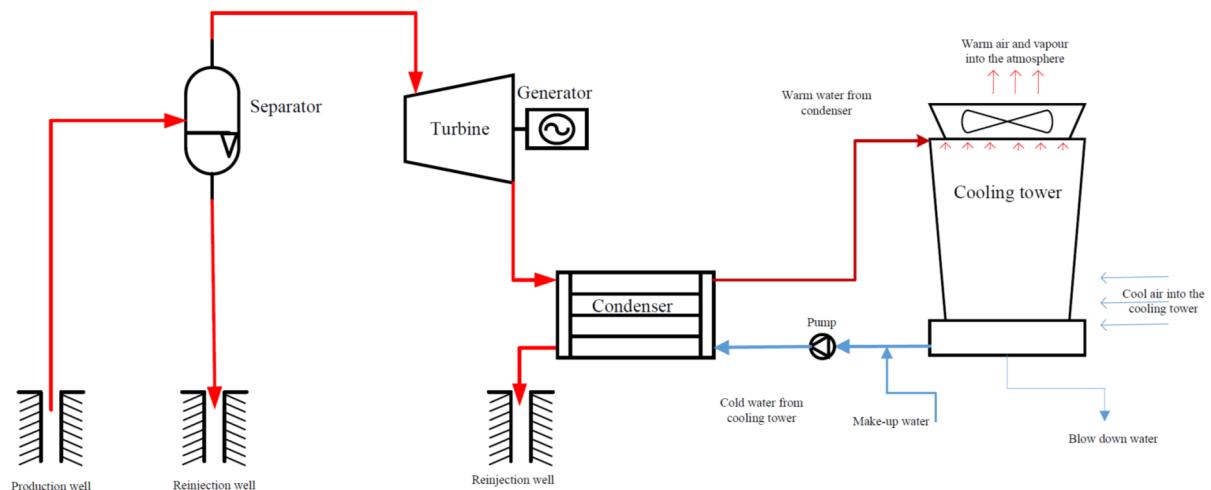 Warm air and vapour
into the atmosphere
Separator
Generator
Warm water from
condenser
Turbine
Cooling tower
Cool air into the
cooling tower
Condenser
Pump
Cold water from
cooling tower
Make-up water
Blow down water
Production well
Reinjection well
Reinjection well